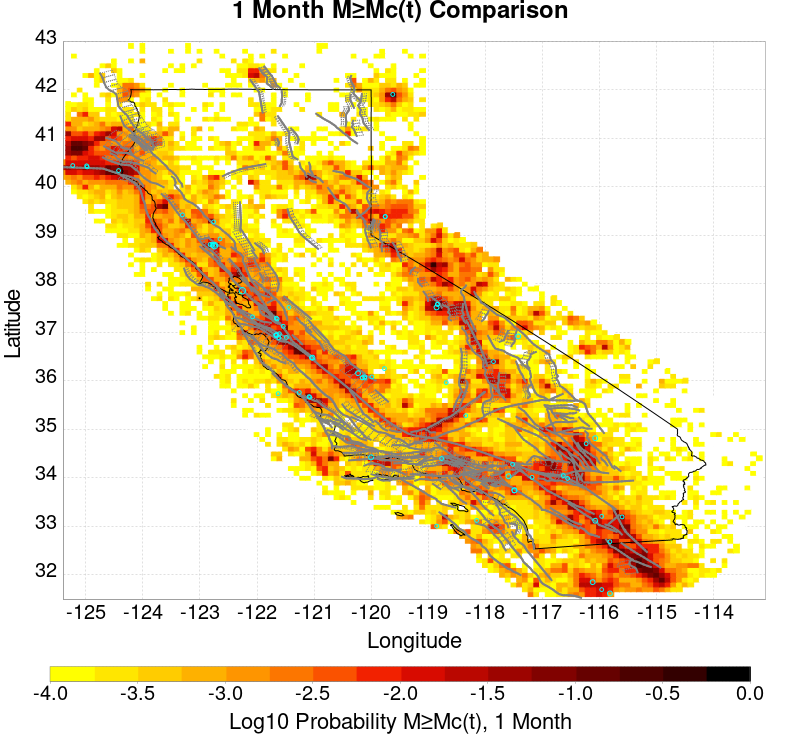 1 Month M≥Mc(t) Comparison
43
42
41
40
39
38
37
36
35
34
33
32
Latitude
-125 -124 -123 -122 -121 -120 -119 -118 -117 -116 -115 -114
Longitude
-4.0 -3.5 -3.0 -2.5 -2.0 -1.5 -1.0 -0.5 0.0
Log10 Probability M≥Mc(t), 1 Month